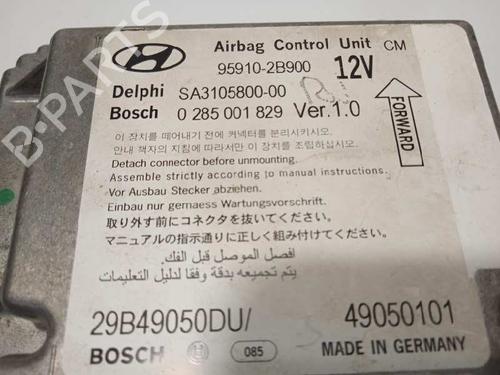 Airbag Control Unit CM
95910-2B900 12V
Delphi SA3105800-00
Bosch 0 285 001 829 Ver.1.0
FORWARD
이 장치를 떼어내기 전에 커넥터를 분리시키시오.
안내 책자의 지침에 따라서만 이 장치를 조립하시오.
Detach connector before unmounting.
Assemble strictly according to manual instructions.
Vor Ausbau Stecker abziehen.
Einbau nur gemaess Wartungsvorschrift.
取り外す前にコネクタを抜いてください。
マニュアルの指示通りに正しく組み付けてください。
أفصل الموصل قبل الفك.
يتم تجميعه بدقة وفقا لدليل التعليمات
29B49050DU/ 49050101
BOSCH 085 MADE IN GERMANY
B-PARTS